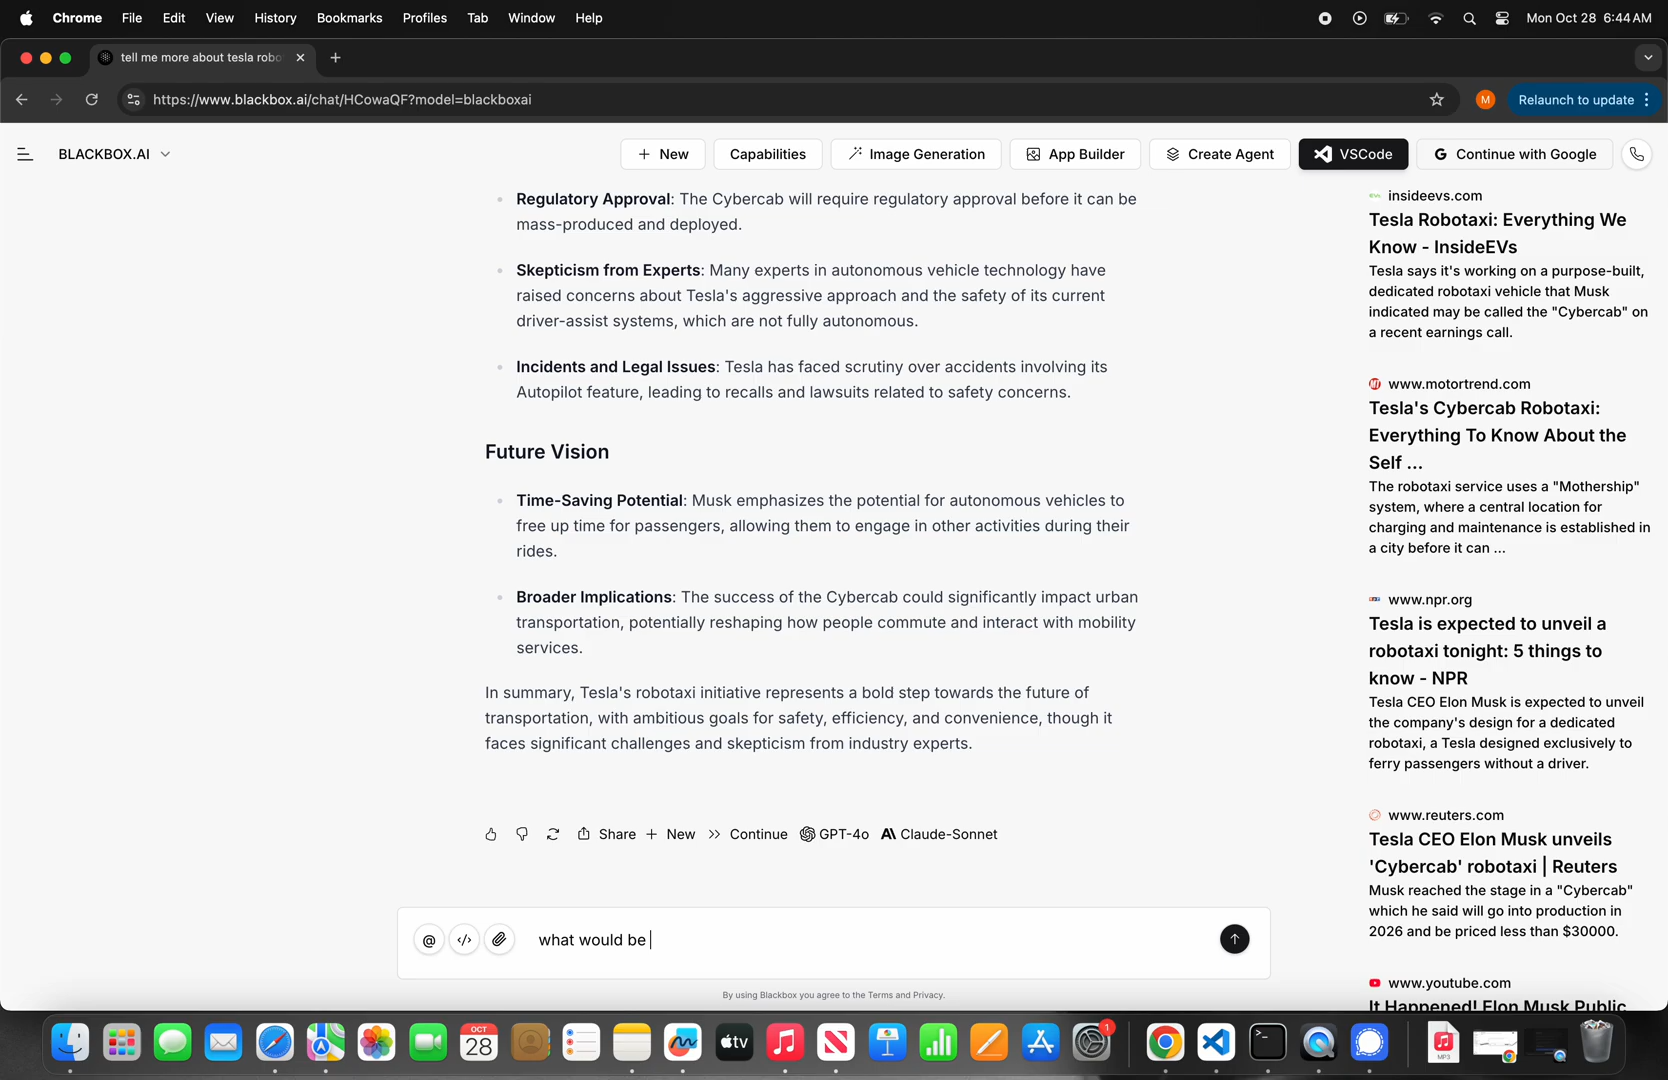 Chrome File Edit View History Bookmarks Profiles Tab Window Help Mon Oct 28 6:44 AM
tell me more about tesla robo
https://www.blackbox.ai/chat/HCowaQF?model=blackboxai M Relaunch to update
BLACKBOX.AI + New Capabilities Image Generation App Builder Create Agent VSCode G Continue with Google
Regulatory Approval: The Cybercab will require regulatory approval before it can be
mass-produced and deployed.
Skepticism from Experts: Many experts in autonomous vehicle technology have
raised concerns about Tesla's aggressive approach and the safety of its current
driver-assist systems, which are not fully autonomous.
Incidents and Legal Issues: Tesla has faced scrutiny over accidents involving its
Autopilot feature, leading to recalls and lawsuits related to safety concerns.
Future Vision
Time-Saving Potential: Musk emphasizes the potential for autonomous vehicles to
free up time for passengers, allowing them to engage in other activities during their
rides.
Broader Implications: The success of the Cybercab could significantly impact urban
transportation, potentially reshaping how people commute and interact with mobility
services.
In summary, Tesla's robotaxi initiative represents a bold step towards the future of
transportation, with ambitious goals for safety, efficiency, and convenience, though it
faces significant challenges and skepticism from industry experts.
Share + New Continue GPT-4o Claude-Sonnet
@ </> what would be
By using Blackbox you agree to the Terms and Privacy.
insideevs.com
Tesla Robotaxi: Everything We
Know - InsideEVs
Tesla says it's working on a purpose-built,
dedicated robotaxi vehicle that Musk
indicated may be called the "Cybercab" on
a recent earnings call.
www.motortrend.com
Tesla's Cybercab Robotaxi:
Everything To Know About the
Self ...
The robotaxi service uses a "Mothership"
system, where a central location for
charging and maintenance is established in
a city before it can ...
www.npr.org
Tesla is expected to unveil a
robotaxi tonight: 5 things to
know - NPR
Tesla CEO Elon Musk is expected to unveil
the company's design for a dedicated
robotaxi, a Tesla designed exclusively to
ferry passengers without a driver.
www.reuters.com
Tesla CEO Elon Musk unveils
'Cybercab' robotaxi | Reuters
Musk reached the stage in a "Cybercab"
which he said will go into production in
2026 and be priced less than $30000.
www.youtube.com
It Happened! Elon Musk Public
OCT
28
tv
1
MP3